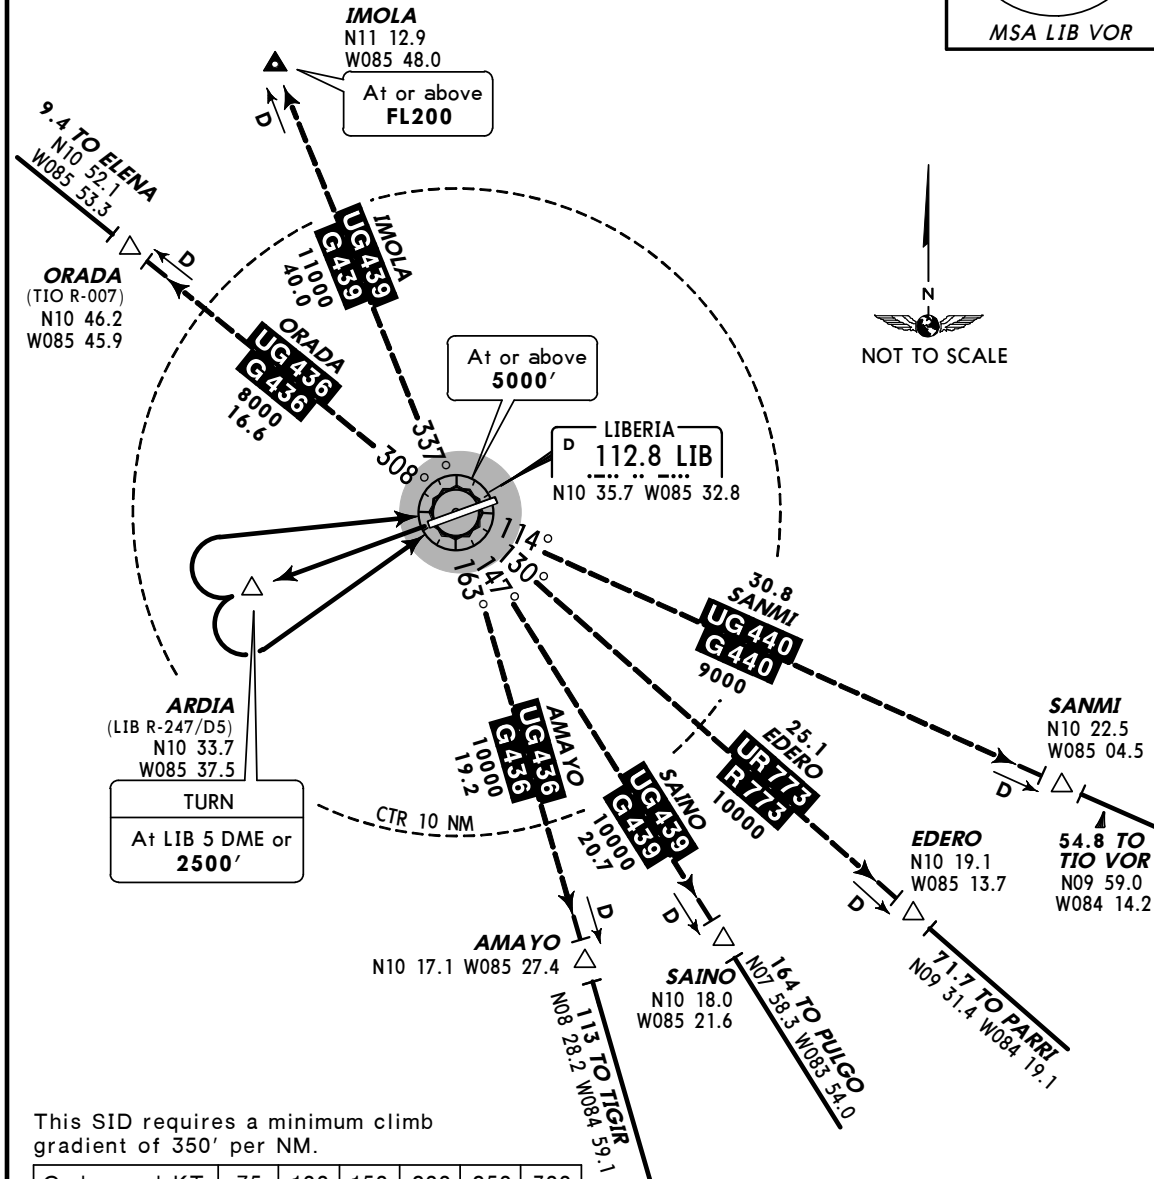 IMOLA
N11 12.9
W085 48.0
At or above
FL200
D
MSA LIB VOR
9.4 TO ELENA
N10 52.1
W085 53.3
D
ORADA
(TIO R-007)
N10 46.2
W085 45.9
IMOLA
UG 439
G 439
11000
40.0
ORADA
UG 436
G 436
8000
16.6
N
NOT TO SCALE
At or above
5000'
LIBERIA
D 112.8 LIB
N10 35.7 W085 32.8
337°
308°
114°
130°
147°
163°
30.8
SANMI
UG 440
G 440
9000
ARDIA
(LIB R-247/D5)
N10 33.7
W085 37.5
TURN
At LIB 5 DME or
2500'
CTR 10 NM
AMAYO
UG 436
G 436
10000
19.2
SAINO
UG 439
G 439
10000
20.7
25.1
EDERO
UR 773
R 773
10000
SANMI
N10 22.5
W085 04.5
D
54.8 TO
TIO VOR
N09 59.0
W084 14.2
EDERO
N10 19.1
W085 13.7
D
71.7 TO PARRI
N09 31.4 W084 19.1
AMAYO
N10 17.1 W085 27.4
D
113 TO TIGIR
N08 28.2 W084 59.1
SAINO
N10 18.0
W085 21.6
D
164 TO PULGO
N07 58.3 W083 54.0
This SID requires a minimum climb
gradient of 350' per NM.